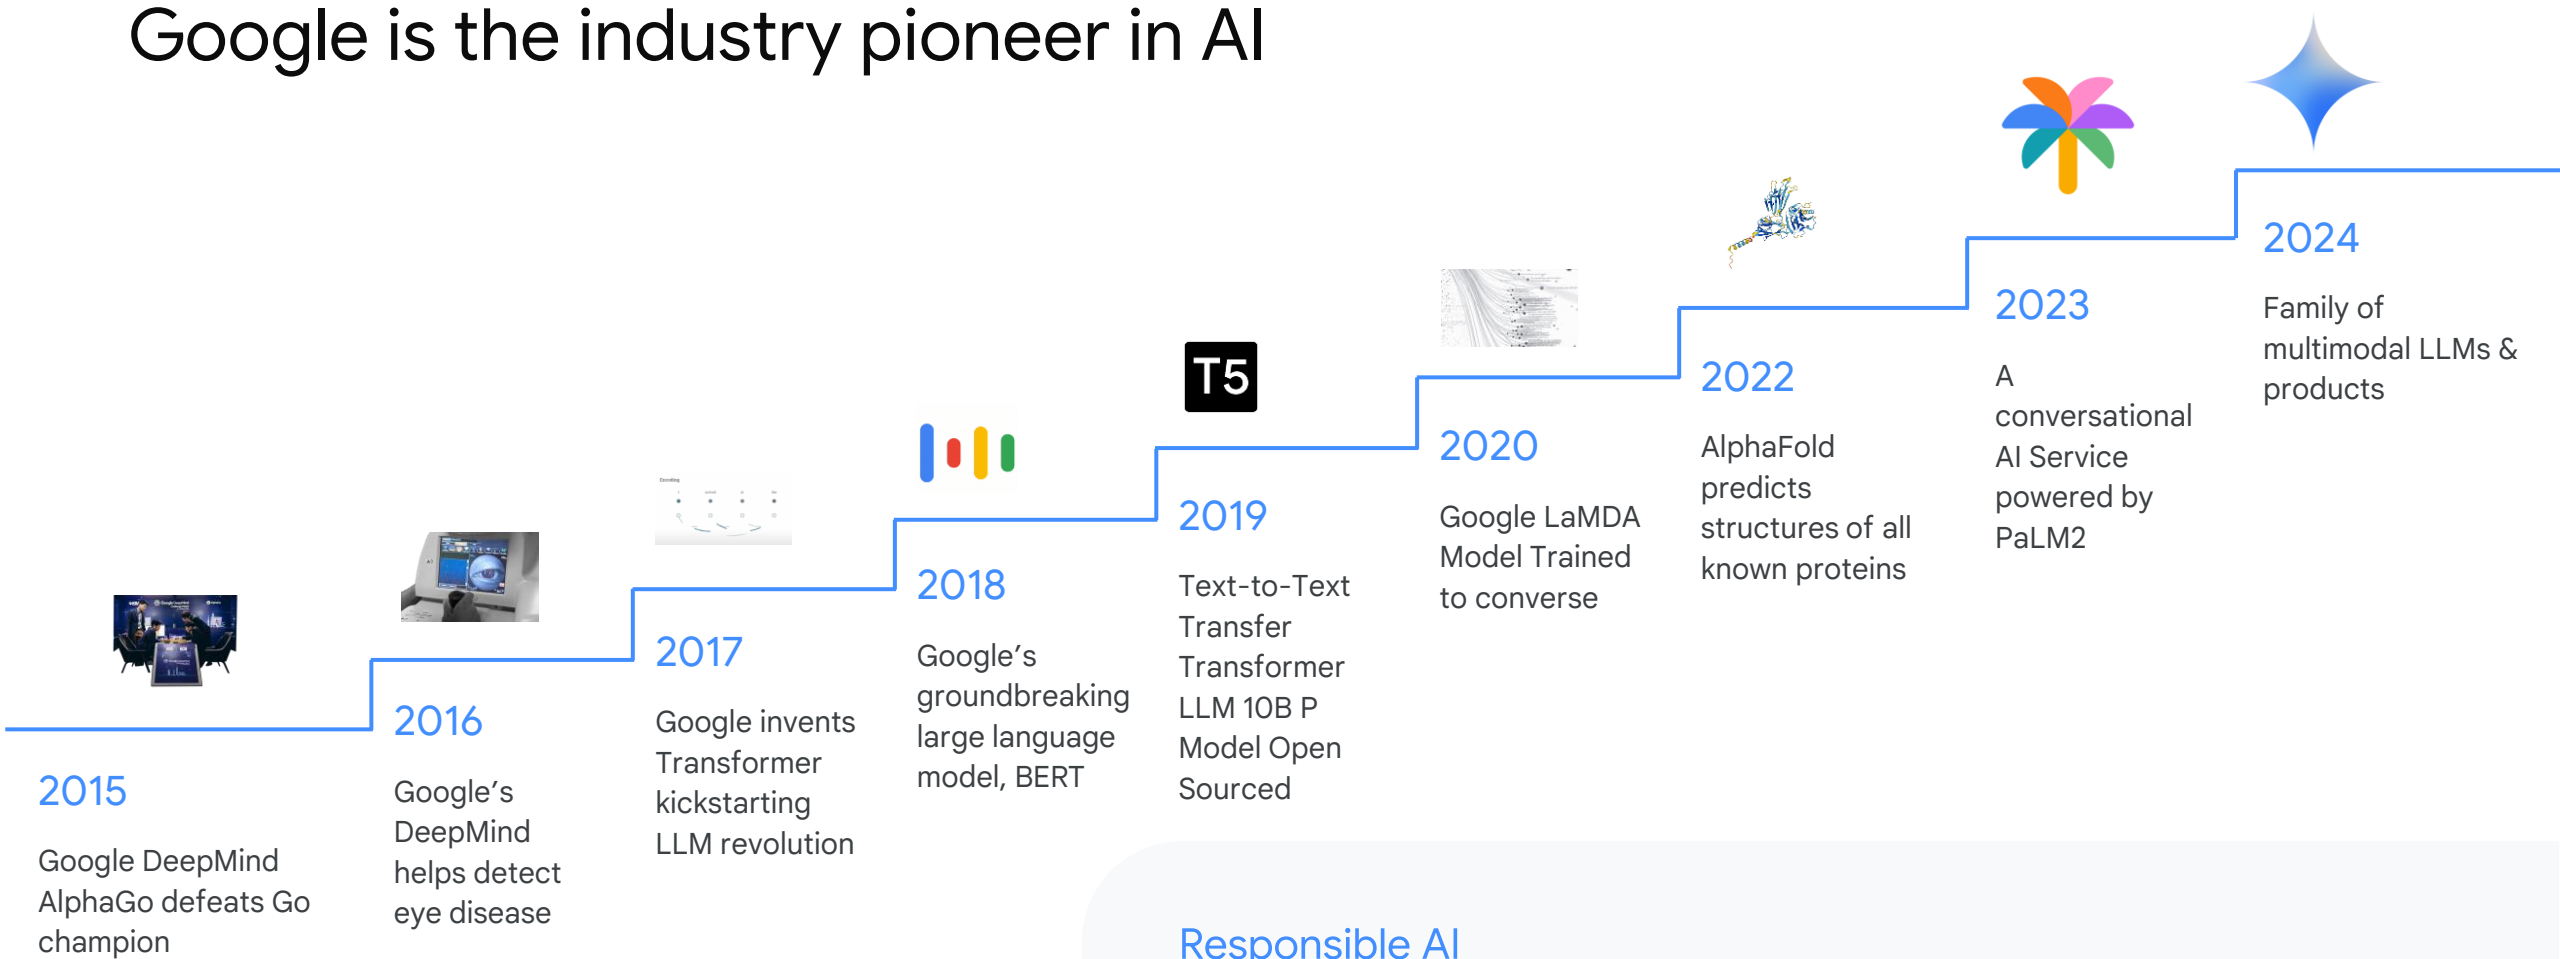 Google is the industry pioneer in AI
2015
Google DeepMind
AlphaGo defeats Go
champion
2016
Google's
DeepMind
helps detect
eye disease
2017
Google invents
Transformer
kickstarting
LLM revolution
2018
Google's
groundbreaking
large language
model, BERT
T5
2019
Text-to-Text
Transfer
Transformer
LLM 10B P
Model Open
Sourced
2020
Google LaMDA
Model Trained
to converse
2022
AlphaFold
predicts
structures of all
known proteins
2023
A
conversational
AI Service
powered by
PaLM2
2024
Family of
multimodal LLMs &
products
Responsible AI